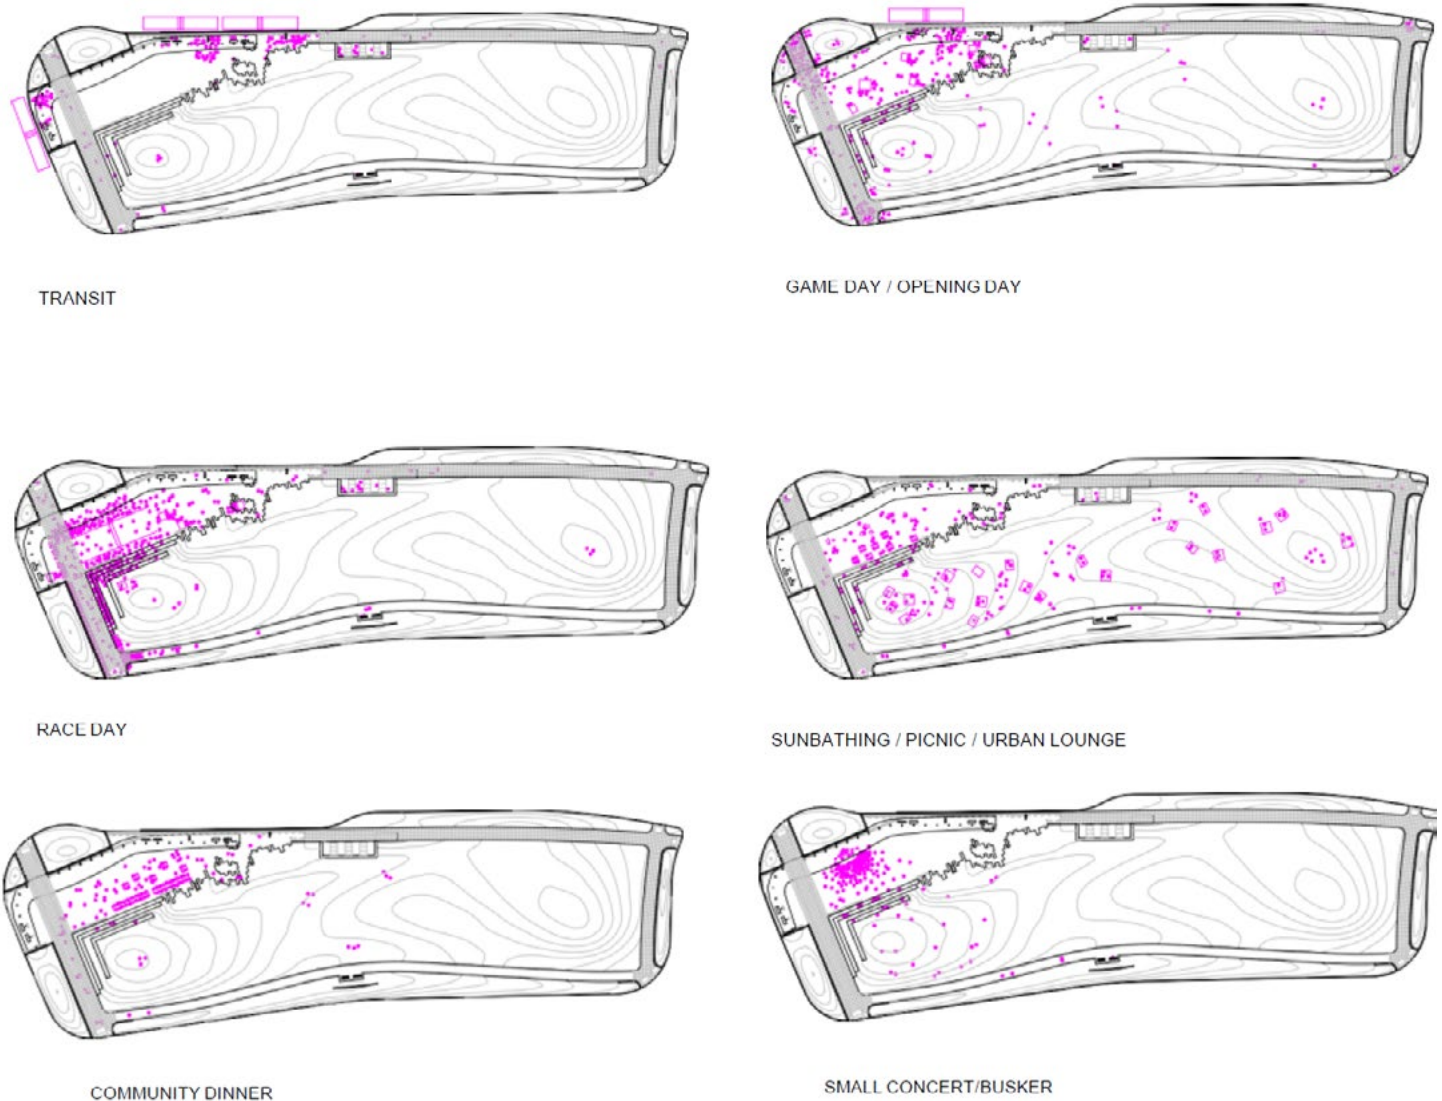 TRANSIT
GAME DAY / OPENING DAY
RACE DAY
SUNBATHING / PICNIC / URBAN LOUNGE
COMMUNITY DINNER
SMALL CONCERT/BUSKER